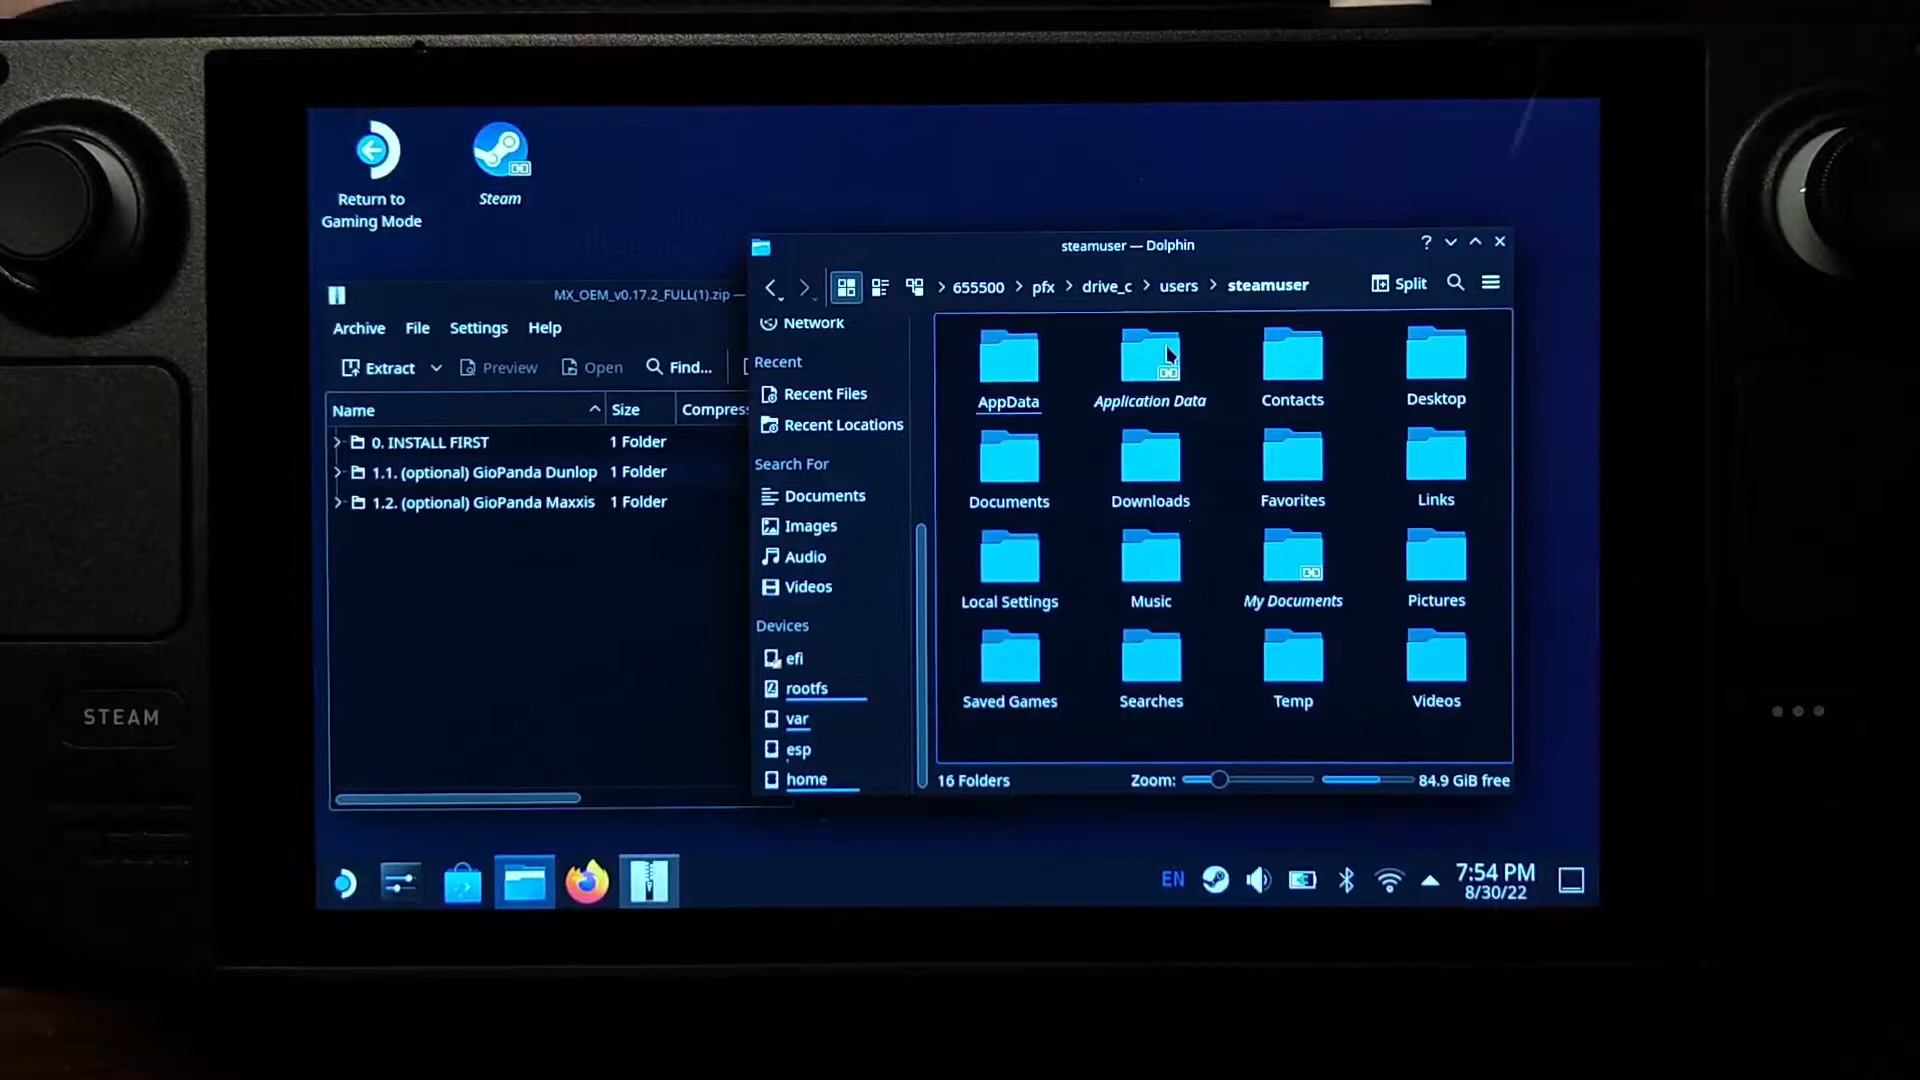 Return to
Gaming Mode
Steam
MX_OEM_v0.17.2_FULL(1).zip —
Archive File Settings Help
Extract Preview Open Find...
Name Size Compress
0. INSTALL FIRST 1 Folder
1.1. (optional) GioPanda Dunlop 1 Folder
1.2. (optional) GioPanda Maxxis 1 Folder
steamuser — Dolphin
> 655500 > pfx > drive_c > users > steamuser
Split
Network
Recent
Recent Files
Recent Locations
Search For
Documents
Images
Audio
Videos
Devices
efi
rootfs
var
esp
home
AppData Application Data Contacts Desktop
Documents Downloads Favorites Links
Local Settings Music My Documents Pictures
Saved Games Searches Temp Videos
16 Folders Zoom: 84.9 GiB free
EN 7:54 PM
8/30/22
STEAM